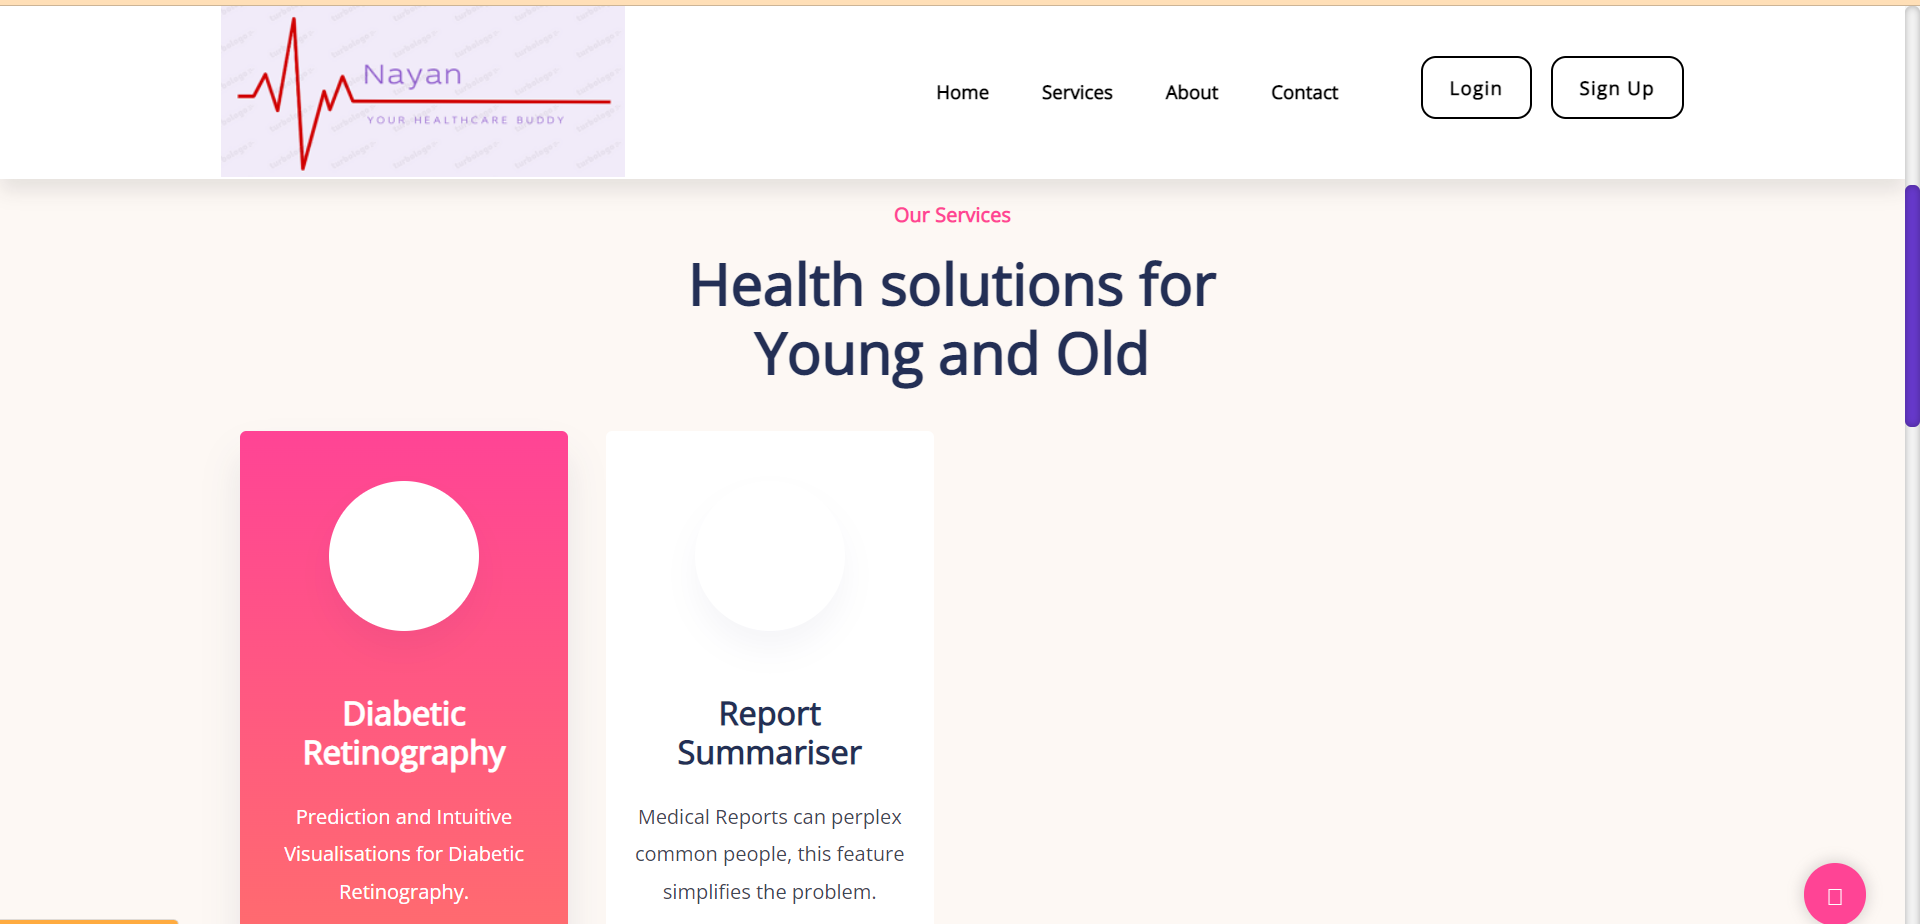 Nayan
YOUR HEALTHCARE BUDDY
Home
Services
About
Contact
Login
Sign Up
Our Services
Health solutions for
Young and Old
Diabetic
Retinography
Prediction and Intuitive
Visualisations for Diabetic
Retinography.
Report
Summariser
Medical Reports can perplex
common people, this feature
simplifies the problem.